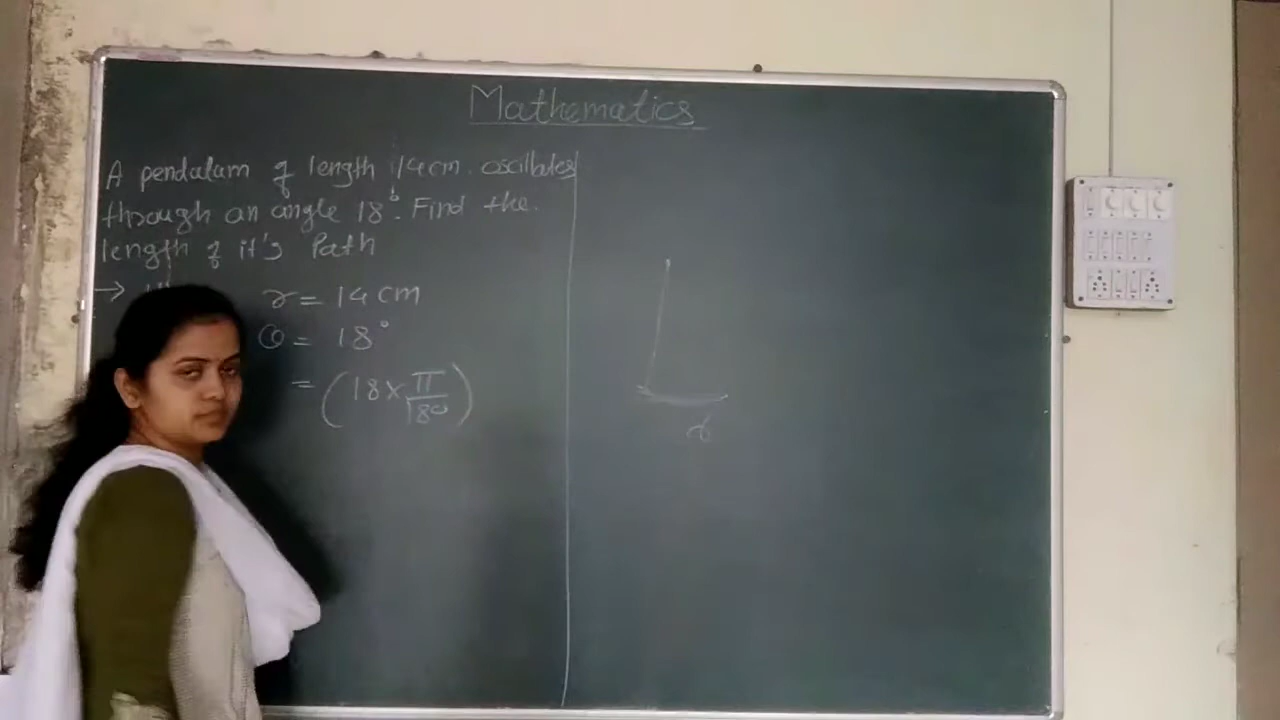 Mathematics
A pendalam of length 14cm. oscillates
through an angle 18°. Find the.
length of it's Path
→
r = 14 cm
θ = 18°
= (18 × π/180)